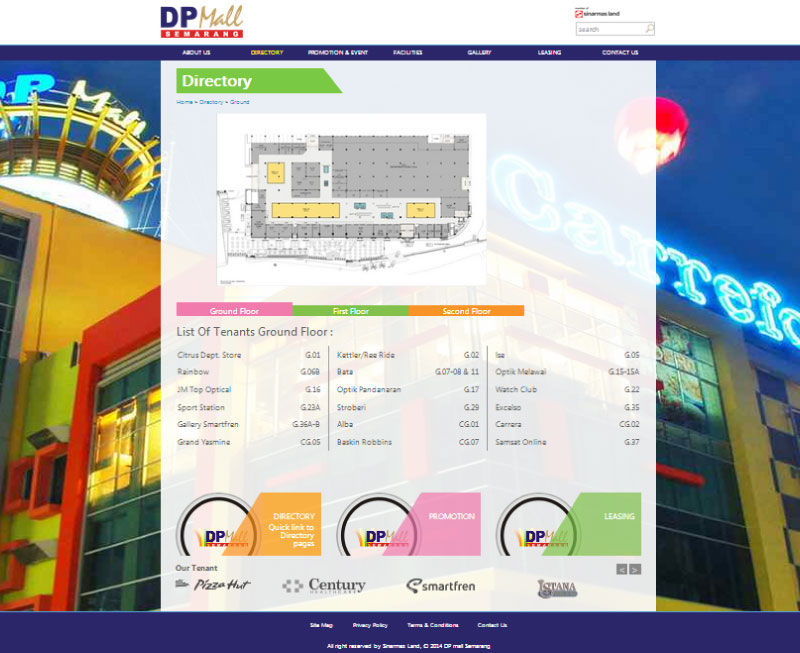 DP Mall
SEMARANG
member of
sinarmas land
search
ABOUT US DIRECTORY PROMOTION & EVENT FACILITIES GALLERY LEASING CONTACT US
Directory
Home » Directory » Ground
DP Mall
Carrefo
Ground Floor First Floor Second Floor
List Of Tenants Ground Floor :
Citrus Dept. Store G.01 Kettler/Ree Ride G.02 Ise G.05
Rainbow G.06B Bata G.07-08 & 11 Optik Melawai G.15-15A
JM Top Optical G.16 Optik Pandanaran G.17 Watch Club G.22
Sport Station G.23A Stroberi G.29 Excelso G.35
Gallery Smartfren G.36A-B Alba CG.01 Carrera CG.02
Grand Yasmine CG.05 Baskin Robbins CG.07 Samsat Online G.37
DP Mall
SEMARANG
DIRECTORY
Quick link to
Directory
pages
DP Mall
SEMARANG
PROMOTION
DP Mall
SEMARANG
LEASING
Our Tenant
< >
Pizza Hut Century smartfren ISTANA
HEALTHCARE
Site Map Privacy Policy Terms & Conditions Contact Us
All right reserved by Sinarmas Land, © 2014 DP mall Semarang